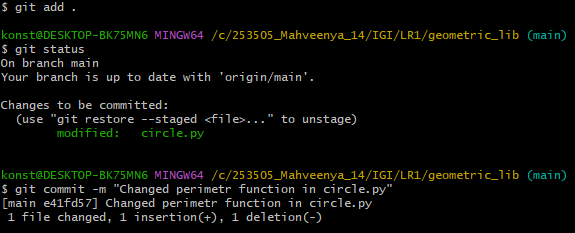 $ git add .
konst@DESKTOP-BK75MN6 MINGW64 /c/253505_Mahveenya_14/IGI/LR1/geometric_lib (main)
$ git status
On branch main
Your branch is up to date with 'origin/main'.
Changes to be committed:
(use "git restore --staged <file>..." to unstage)
modified: circle.py
konst@DESKTOP-BK75MN6 MINGW64 /c/253505_Mahveenya_14/IGI/LR1/geometric_lib (main)
$ git commit -m "Changed perimetr function in circle.py"
[main e41fd57] Changed perimetr function in circle.py
1 file changed, 1 insertion(+), 1 deletion(-)